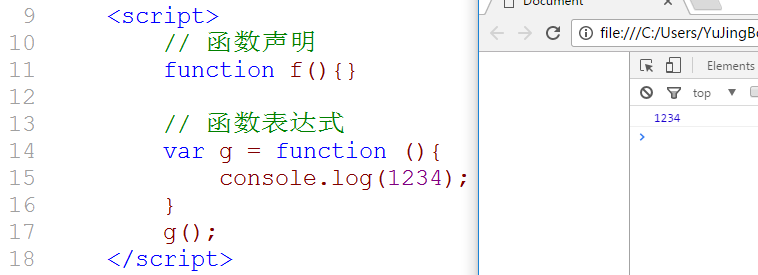 9 <script>
10 // 函数声明
11 function f(){}
12
13 // 函数表达式
14 var g = function (){
15 console.log(1234);
16 }
17 g();
18 </script>
Document
file:///C:/Users/YuJingB
Elements
top
1234